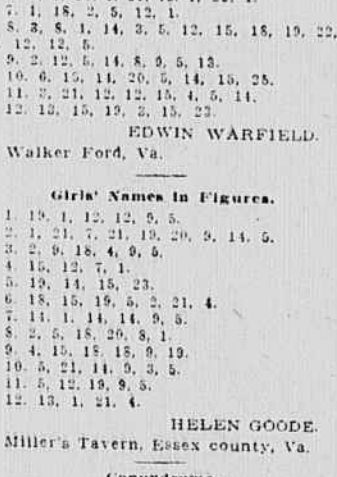 7. 1, 18, 2, 5, 12, 1.
8. 3, 8, 1, 14, 3, 5, 12, 15, 18, 19, 22,
12, 12, 5.
9. 2, 12, 5, 14, 8, 9, 5, 13.
10. 6, 15, 14, 20, 5, 14, 15, 25.
11. 3, 21, 12, 12, 15, 4, 5, 14.
12. 13, 15, 19, 3, 15, 23.
EDWIN WARFIELD.
Walker Ford, Va.
Girls' Names in Figures.
1. 19, 1, 12, 12, 9, 5.
2. 1, 21, 7, 21, 19, 20, 9, 14, 5.
3. 2, 9, 18, 4, 9, 5.
4. 15, 12, 7, 1.
5. 19, 14, 15, 23.
6. 18, 15, 19, 5, 2, 21, 4.
7. 14, 1, 14, 14, 9, 5.
8. 2, 5, 18, 20, 8, 1.
9. 4, 15, 18, 18, 9, 19.
10. 5, 21, 14, 9, 3, 5.
11. 5, 12, 19, 9, 5.
12. 13, 1, 21, 4.
HELEN GOODE.
Miller's Tavern, Essex county, Va.